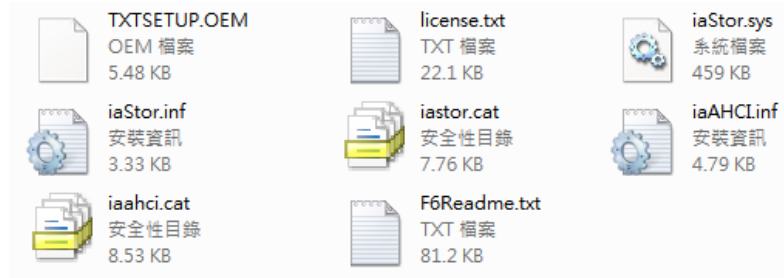 TXTSETUP.OEM
OEM 檔案
5.48 KB
license.txt
TXT 檔案
22.1 KB
iaStor.sys
系統檔案
459 KB
iaStor.inf
安裝資訊
3.33 KB
iastor.cat
安全性目錄
7.76 KB
iaAHCI.inf
安裝資訊
4.79 KB
iaahci.cat
安全性目錄
8.53 KB
F6Readme.txt
TXT 檔案
81.2 KB